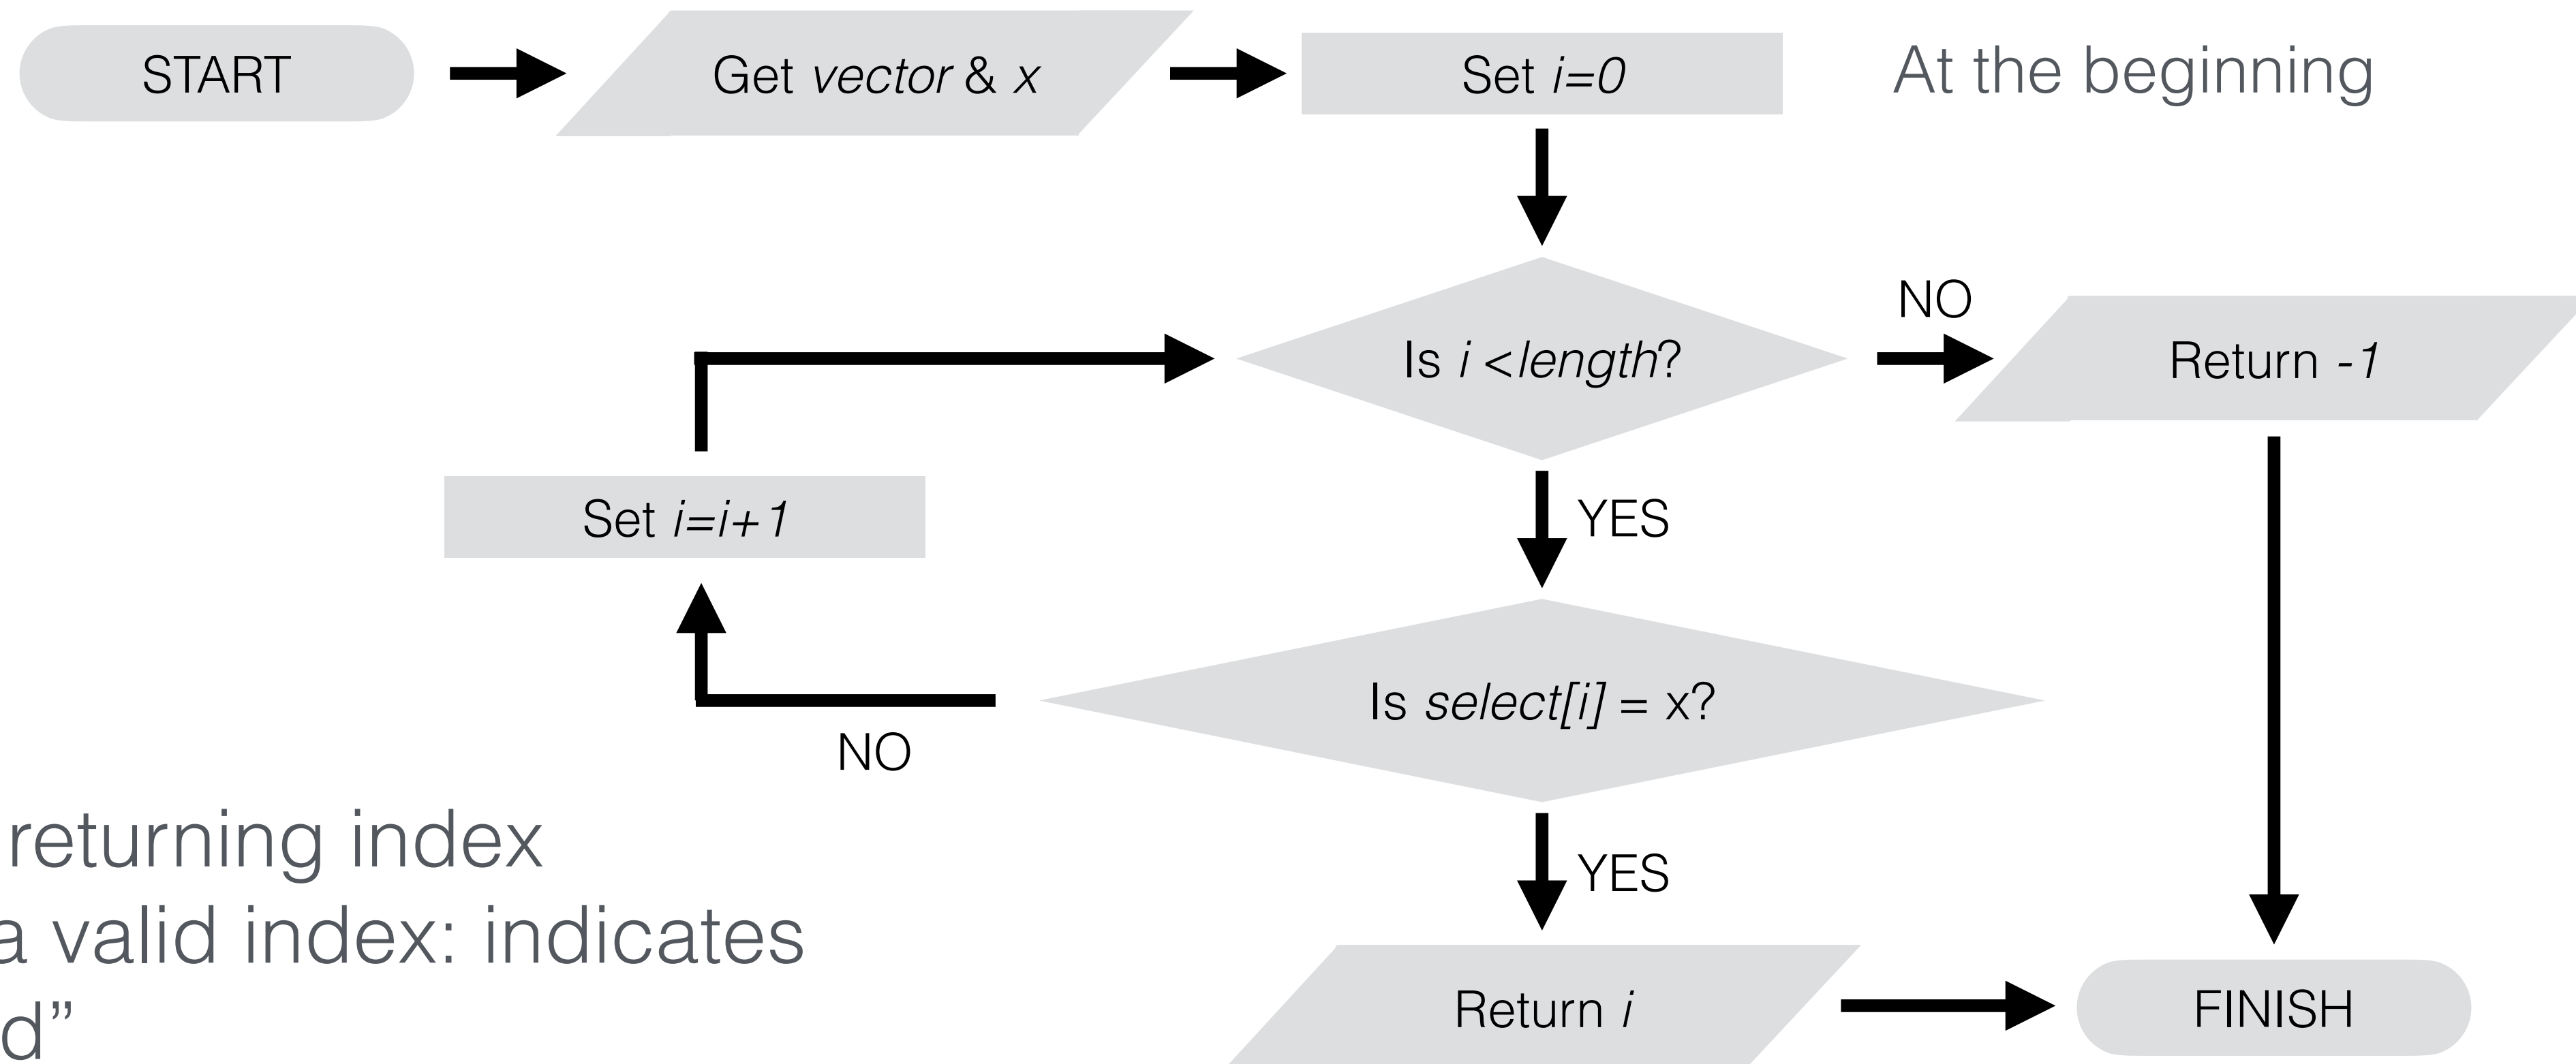 START
Get vector & x
Set i=0
At the beginning
Is i <length?
NO
Return -1
Set i=i+1
YES
Is select[i] = x?
NO
returning index
a valid index: indicates
d”
YES
Return i
FINISH